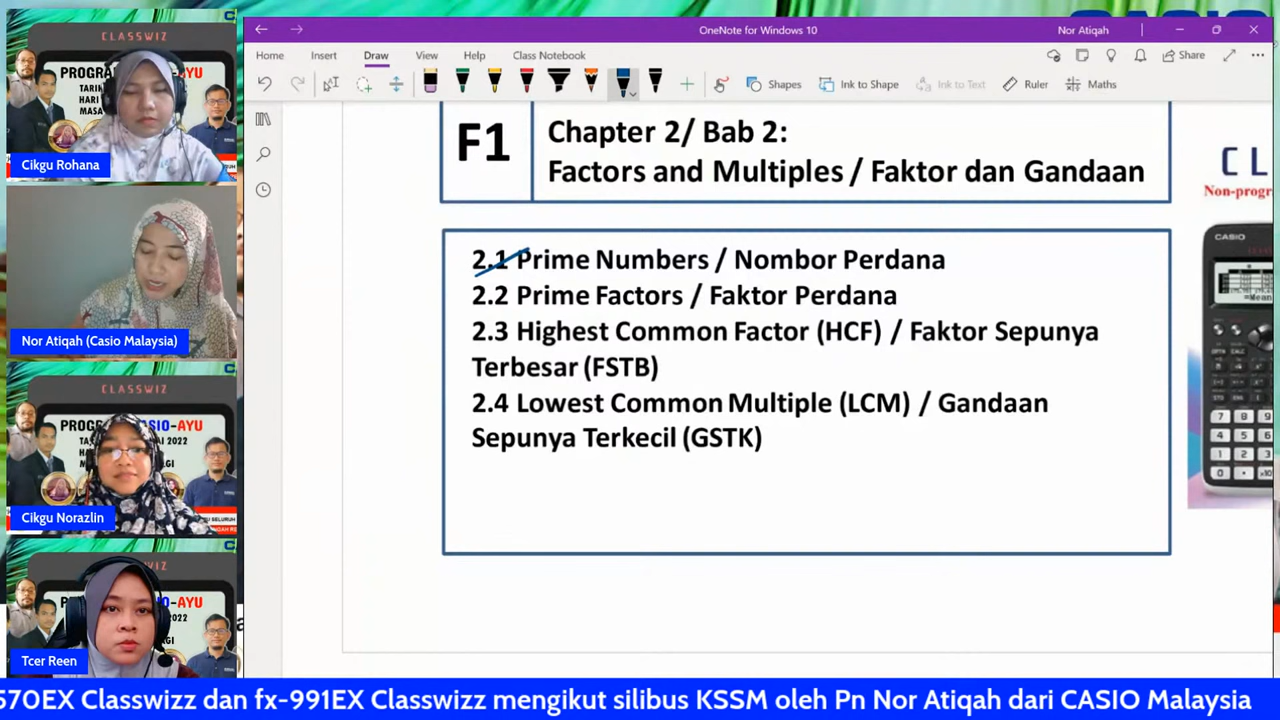 CLASSWIZ
Cikgu Rohana
Nor Atiqah (Casio Malaysia)
CLASSWIZ
Cikgu Norazlin
-AYU
Tcer Reen
OneNote for Windows 10
Nor Atiqah
Home Insert Draw View Help Class Notebook
Share
Shapes Ink to Shape Ink to Text Ruler Maths
F1
Chapter 2/ Bab 2:
Factors and Multiples / Faktor dan Gandaan
2.1 Prime Numbers / Nombor Perdana
2.2 Prime Factors / Faktor Perdana
2.3 Highest Common Factor (HCF) / Faktor Sepunya
Terbesar (FSTB)
2.4 Lowest Common Multiple (LCM) / Gandaan
Sepunya Terkecil (GSTK)
C L
Non-progr
CASIO
570EX Classwizz dan fx-991EX Classwizz mengikut silibus KSSM oleh Pn Nor Atiqah dari CASIO Malaysia